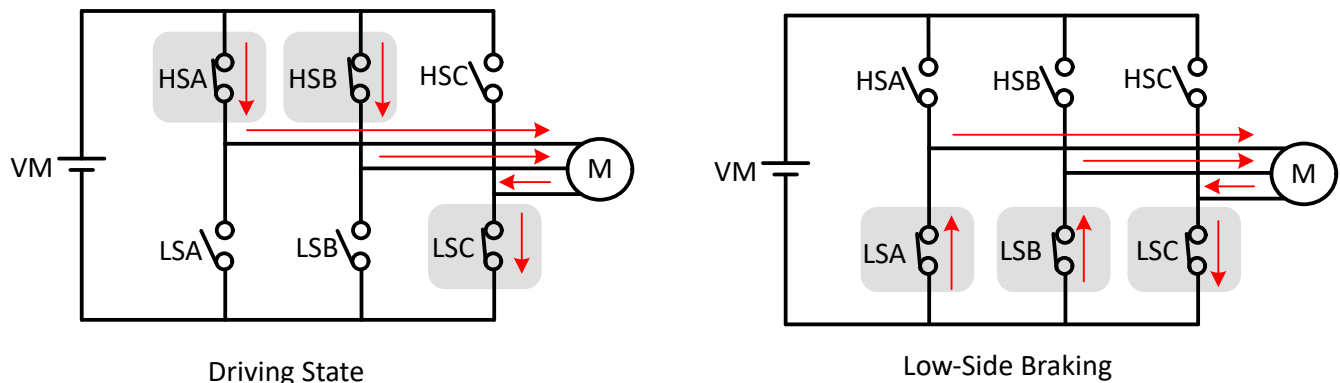 HSA HSB HSC
VM M
LSA LSB LSC
Driving State
HSA HSB HSC
VM M
LSA LSB LSC
Low-Side Braking